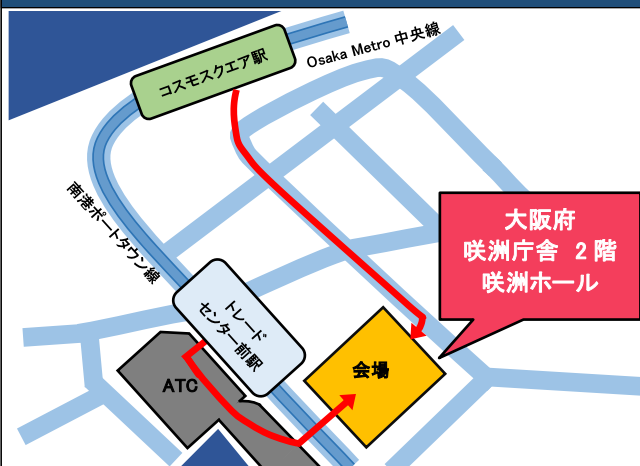 コスモスクエア駅
Osaka Metro 中央線
南港ポートタウン線
大阪府
咲洲庁舎 2階
咲洲ホール
トレード
センター前駅
会場
ATC